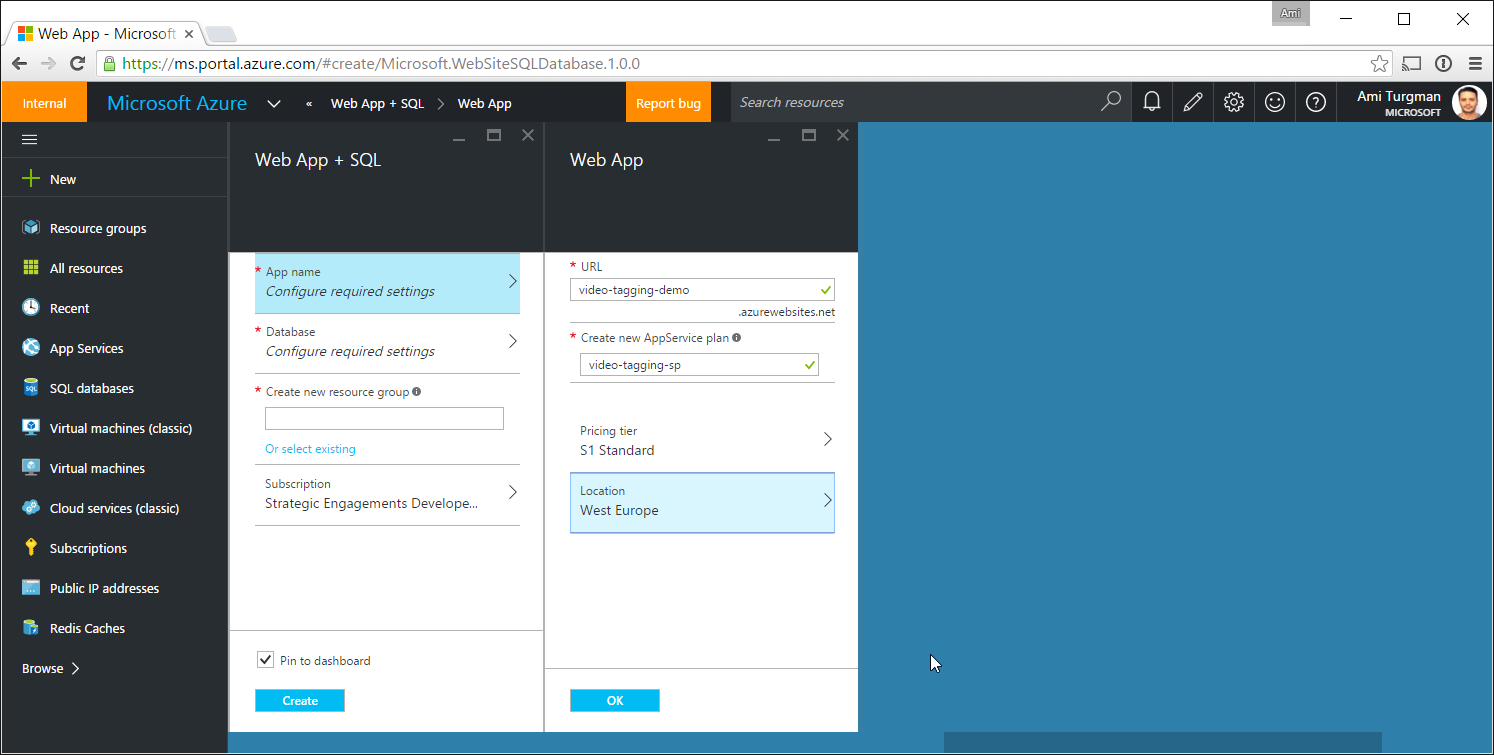 Ami
Web App - Microsoft
https://ms.portal.azure.com/#create/Microsoft.WebSiteSQLDatabase.1.0.0
Internal
Microsoft Azure
« Web App + SQL > Web App
Report bug
Search resources
Ami Turgman
MICROSOFT
New
Resource groups
All resources
Recent
App Services
SQL databases
Virtual machines (classic)
Virtual machines
Cloud services (classic)
Subscriptions
Public IP addresses
Redis Caches
Browse >
Web App + SQL
* App name
Configure required settings
* Database
Configure required settings
* Create new resource group
Or select existing
Subscription
Strategic Engagements Develope...
Pin to dashboard
Create
Web App
* URL
video-tagging-demo
.azurewebsites.net
* Create new AppService plan
video-tagging-sp
Pricing tier
S1 Standard
Location
West Europe
OK